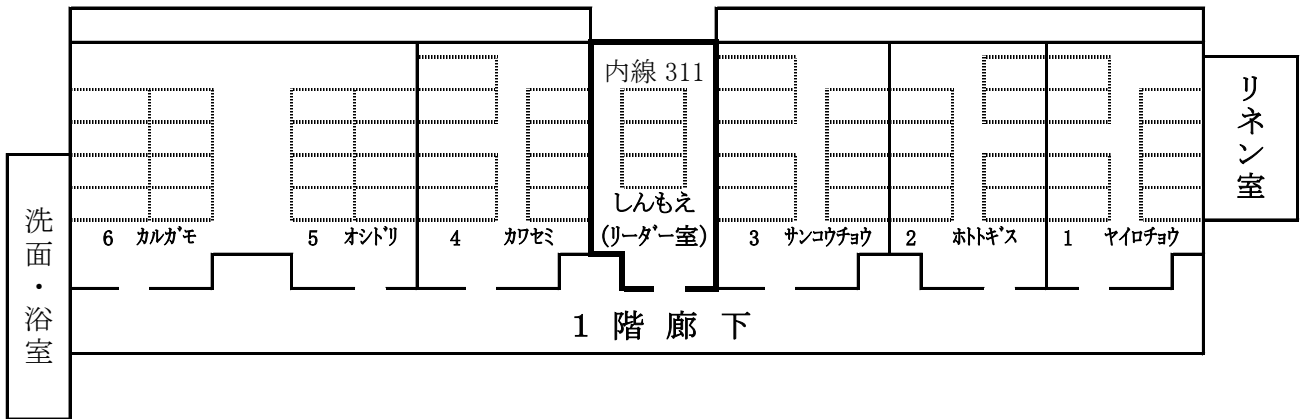 内線 311
しんもえ
(リーダー室)
リネン室
洗面・浴室
6 カルガモ
5 オシドリ
4 カワセミ
3 サンコウチョウ
2 ホトトギス
1 ヤイロチョウ
1 階 廊 下